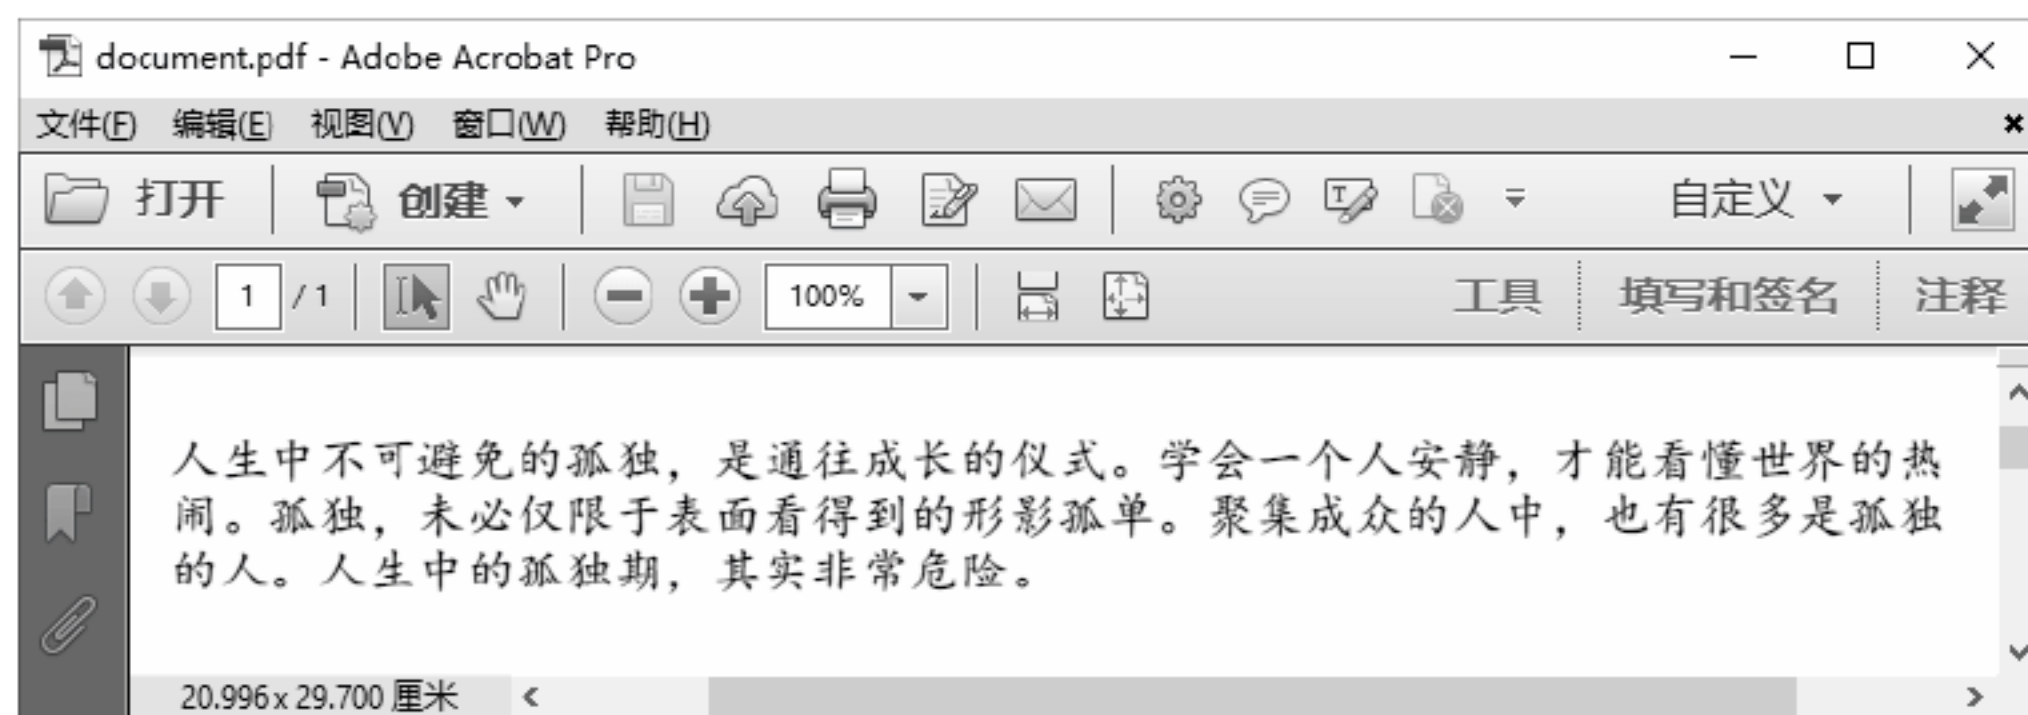 document.pdf - Adobe Acrobat Pro
文件(F) 编辑(E) 视图(V) 窗口(W) 帮助(H)
打开 创建 自定义
1 / 1 100% 工具 填写和签名 注释
人生中不可避免的孤独，是通往成长的仪式。学会一个人安静，才能看懂世界的热
闹。孤独，未必仅限于表面看得到的形影孤单。聚集成众的人中，也有很多是孤独
的人。人生中的孤独期，其实非常危险。
20.996 x 29.700 厘米